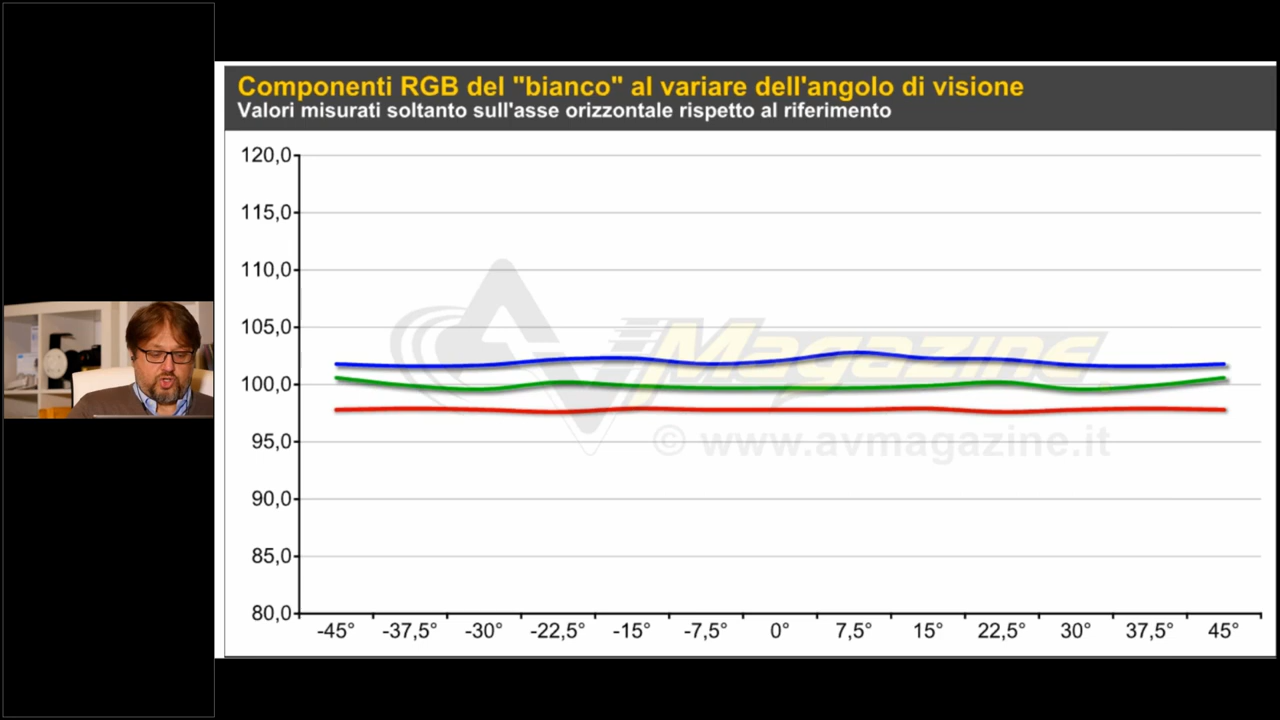 Componenti RGB del "bianco" al variare dell'angolo di visione
Valori misurati soltanto sull'asse orizzontale rispetto al riferimento
120,0
115,0
110,0
105,0
100,0
95,0
90,0
85,0
80,0
Magazine
© www.avmagazine.it
-45° -37,5° -30° -22,5° -15° -7,5° 0° 7,5° 15° 22,5° 30° 37,5° 45°